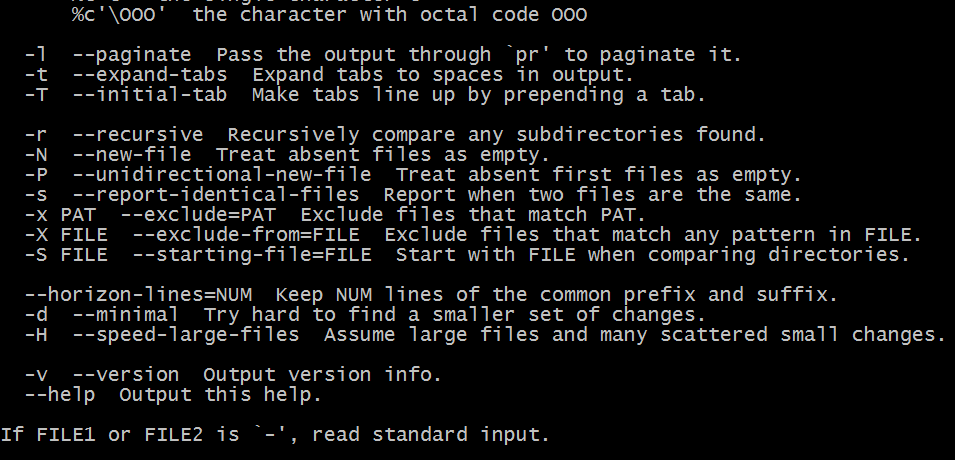 %c'\OOO'  the character with octal code OOO
-l  --paginate  Pass the output through `pr' to paginate it.
-t  --expand-tabs  Expand tabs to spaces in output.
-T  --initial-tab  Make tabs line up by prepending a tab.
-r  --recursive  Recursively compare any subdirectories found.
-N  --new-file  Treat absent files as empty.
-P  --unidirectional-new-file  Treat absent first files as empty.
-s  --report-identical-files  Report when two files are the same.
-x PAT  --exclude=PAT  Exclude files that match PAT.
-X FILE  --exclude-from=FILE  Exclude files that match any pattern in FILE.
-S FILE  --starting-file=FILE  Start with FILE when comparing directories.
--horizon-lines=NUM  Keep NUM lines of the common prefix and suffix.
-d  --minimal  Try hard to find a smaller set of changes.
-H  --speed-large-files  Assume large files and many scattered small changes.
-v  --version  Output version info.
--help  Output this help.
If FILE1 or FILE2 is `-', read standard input.